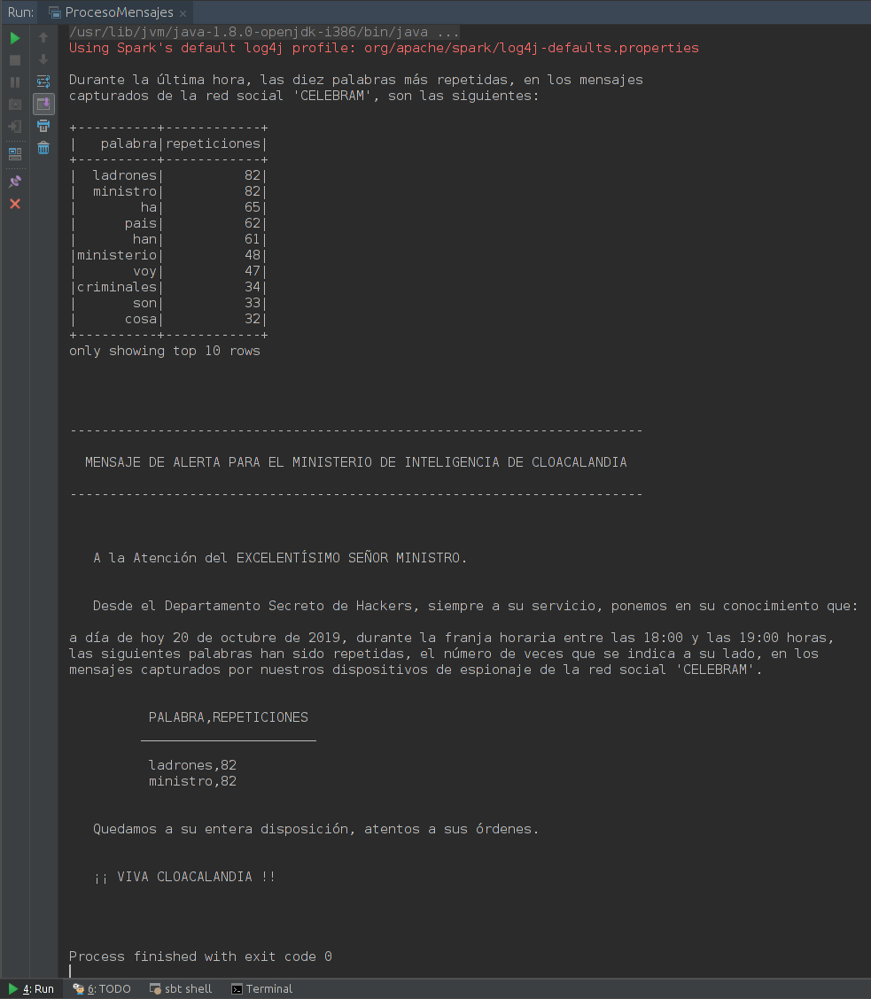 Run: ProcesoMensajes ×
/usr/lib/jvm/java-1.8.0-openjdk-i386/bin/java ...
Using Spark's default log4j profile: org/apache/spark/log4j-defaults.properties
Durante la última hora, las diez palabras más repetidas, en los mensajes
capturados de la red social 'CELEBRAM', son las siguientes:
+----------+------------+
|   palabra|repeticiones|
+----------+------------+
|  ladrones|          82|
|  ministro|          82|
|        ha|          65|
|      pais|          62|
|       han|          61|
|ministerio|          48|
|       voy|          47|
|criminales|          34|
|       son|          33|
|      cosa|          32|
+----------+------------+
only showing top 10 rows
------------------------------------------------------------------------
MENSAJE DE ALERTA PARA EL MINISTERIO DE INTELIGENCIA DE CLOACALANDIA
------------------------------------------------------------------------
A la Atención del EXCELENTÍSIMO SEÑOR MINISTRO.
Desde el Departamento Secreto de Hackers, siempre a su servicio, ponemos en su conocimiento que:
a día de hoy 20 de octubre de 2019, durante la franja horaria entre las 18:00 y las 19:00 horas,
las siguientes palabras han sido repetidas, el número de veces que se indica a su lado, en los
mensajes capturados por nuestros dispositivos de espionaje de la red social 'CELEBRAM'.
PALABRA,REPETICIONES
______________________
ladrones,82
ministro,82
Quedamos a su entera disposición, atentos a sus órdenes.
¡¡ VIVA CLOACALANDIA !!
Process finished with exit code 0
4: Run 6: TODO sbt shell Terminal